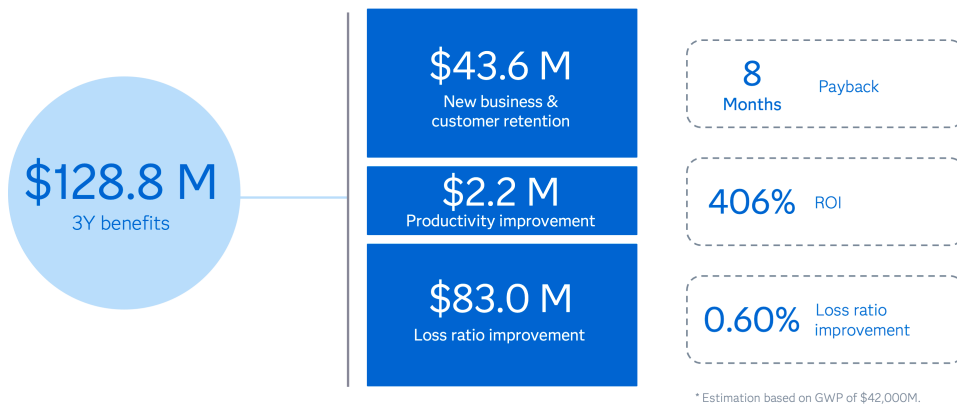 $128.8 M
3Y benefits
$43.6 M
New business &
customer retention
$2.2 M
Productivity improvement
$83.0 M
Loss ratio improvement
8
Months
Payback
406%
ROI
0.60%
Loss ratio
improvement
* Estimation based on GWP of $42,000M.